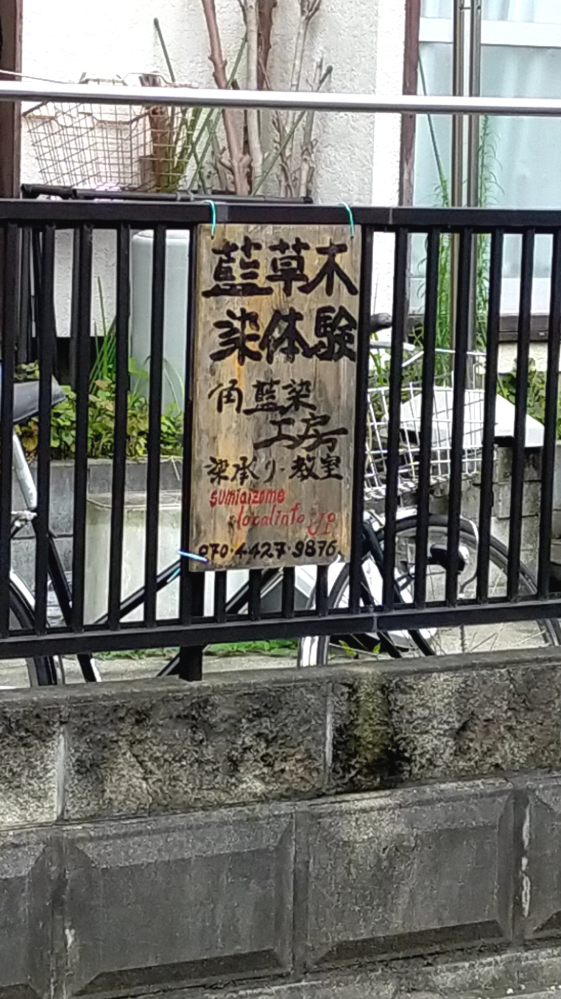 藍草木
染体験
角藍染
工房
染承り・教室
sumiaizome
localinfo.jp
070・4427・9876